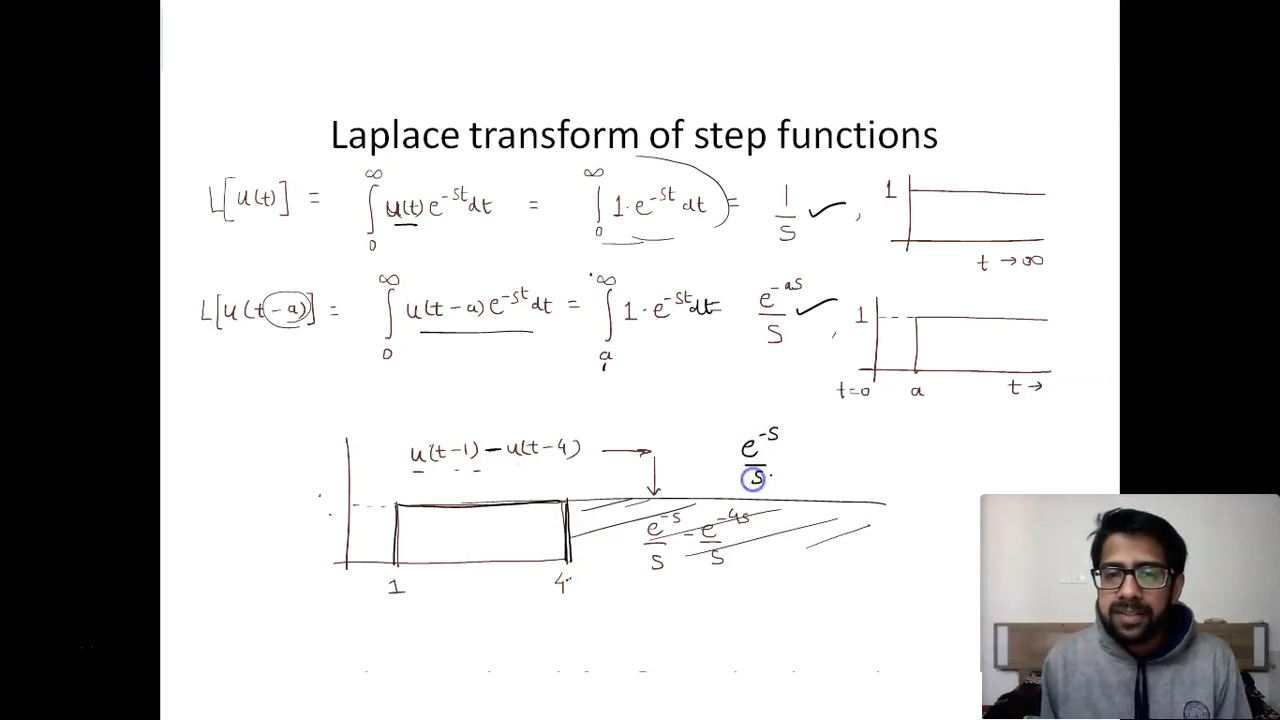 Laplace transform of step functions
L[u(t)] = ∫₀^∞ u(t) e^{-st} dt = ∫₀^∞ 1·e^{-st} dt = 1/s ✓,
1
t → ∞
L[u(t-a)] = ∫₀^∞ u(t-a) e^{-st} dt = ∫ₐ^∞ 1·e^{-st} dt = e^{-as}/s ✓,
1
t=0 a t →
u(t-1) - u(t-4) → e^{-s}/s
e^{-s}/s - e^{-4s}/s
1 4